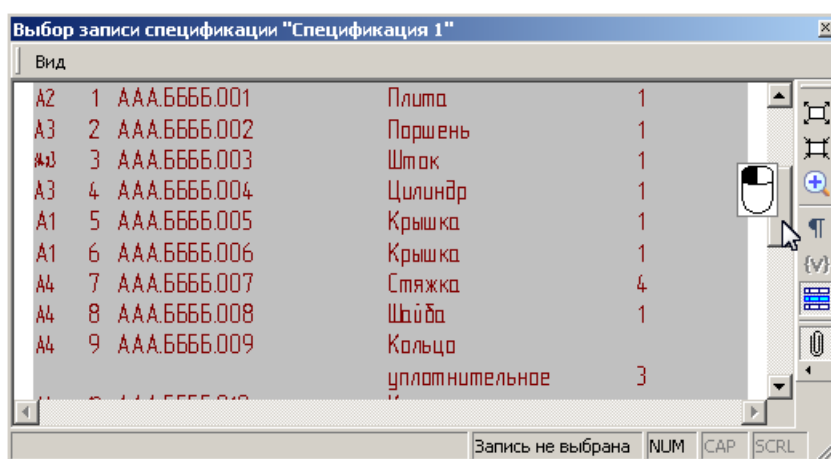 Выбор записи спецификации "Спецификация 1"
Вид
А2 1 ААА.ББББ.001 Плита 1
А3 2 ААА.ББББ.002 Поршень 1
3 ААА.ББББ.003 Шток 1
А3 4 ААА.ББББ.004 Цилиндр 1
А1 5 ААА.ББББ.005 Крышка 1
А1 6 ААА.ББББ.006 Крышка 1
А4 7 ААА.ББББ.007 Стяжка 4
А4 8 ААА.ББББ.008 Шайба 1
А4 9 ААА.ББББ.009 Кольцо
уплотнительное 3
Запись не выбрана NUM CAP SCRL